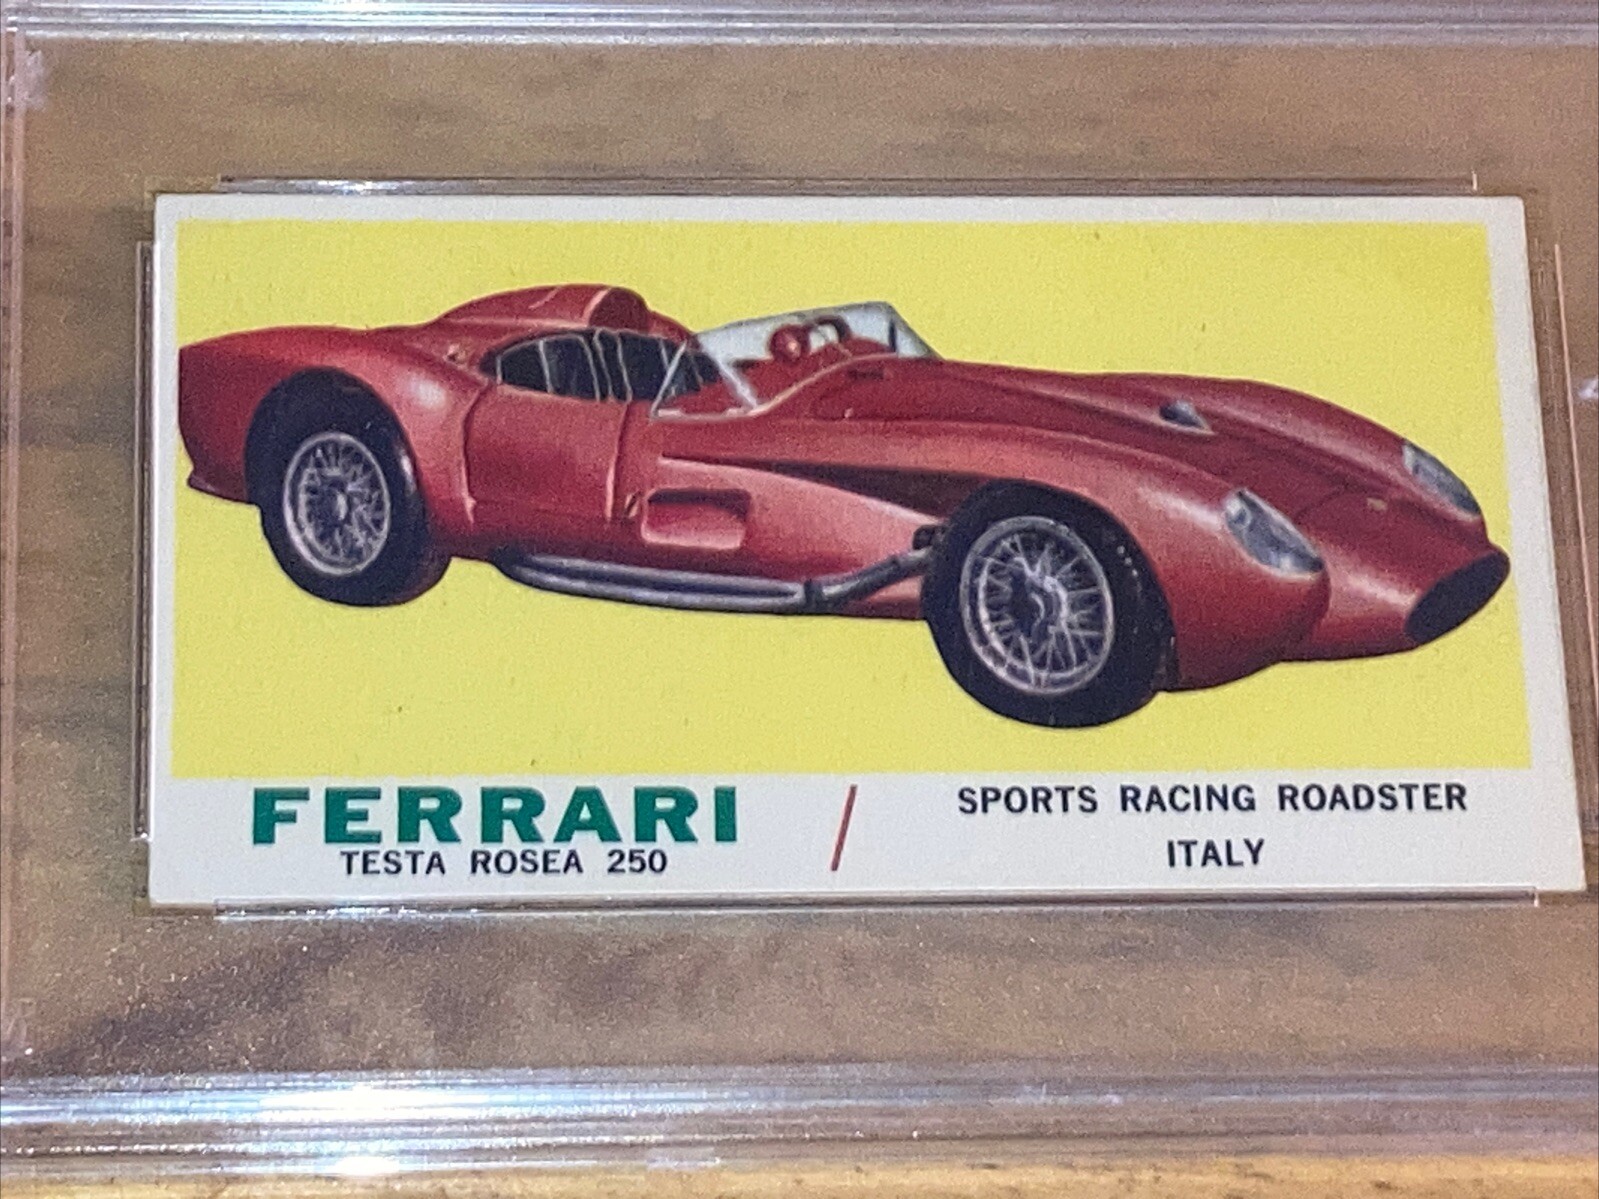 FERRARI
TESTA ROSEA 250
/
SPORTS RACING ROADSTER
ITALY